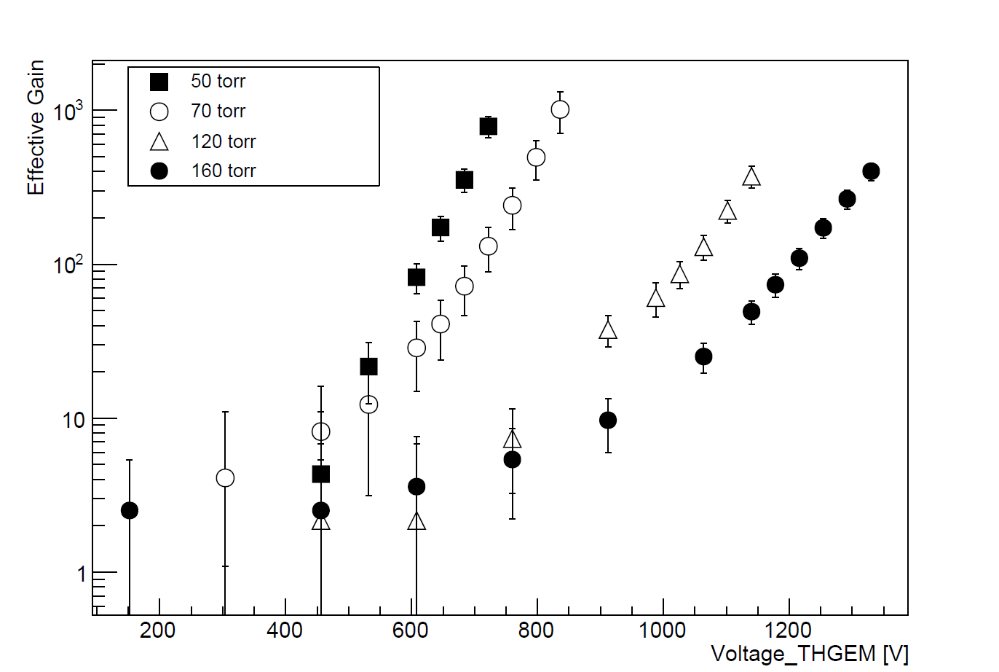 Effective Gain
10³
10²
10
1
50 torr
70 torr
120 torr
160 torr
200 400 600 800 1000 1200
Voltage_THGEM [V]